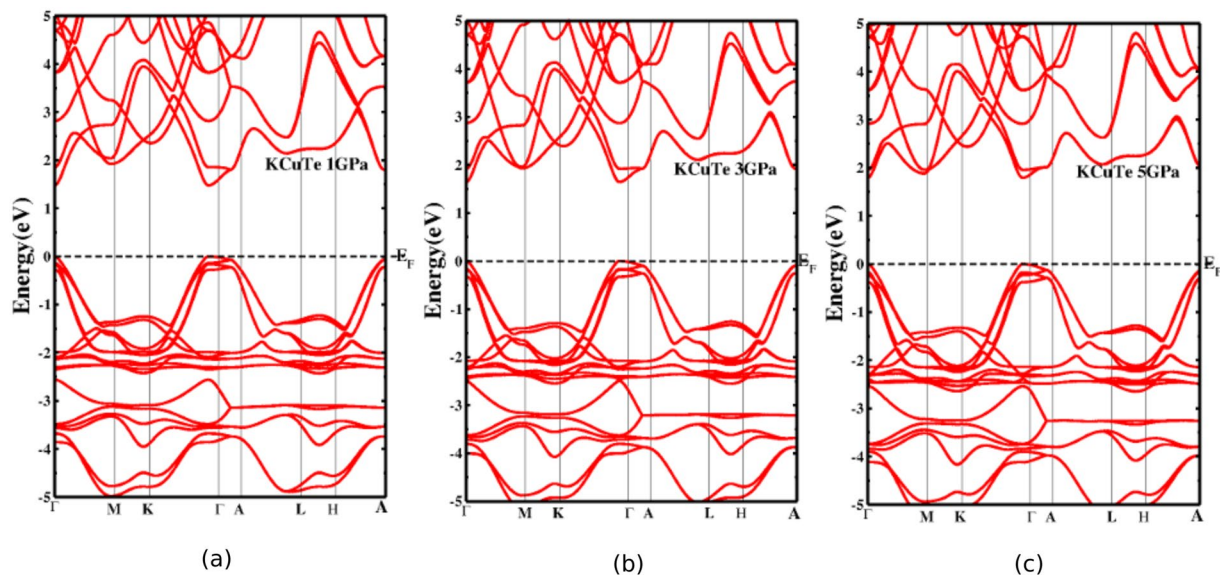 Energy(eV)
5
4
3
2
1
0
-1
-2
-3
-4
-5
KCuTe 1GPa
E_F
Γ M K Γ A L H A
(a)
Energy(eV)
5
4
3
2
1
0
-1
-2
-3
-4
-5
KCuTe 3GPa
E_F
Γ M K Γ A L H A
(b)
Energy(eV)
5
4
3
2
1
0
-1
-2
-3
-4
-5
KCuTe 5GPa
E_F
Γ M K Γ A L H A
(c)